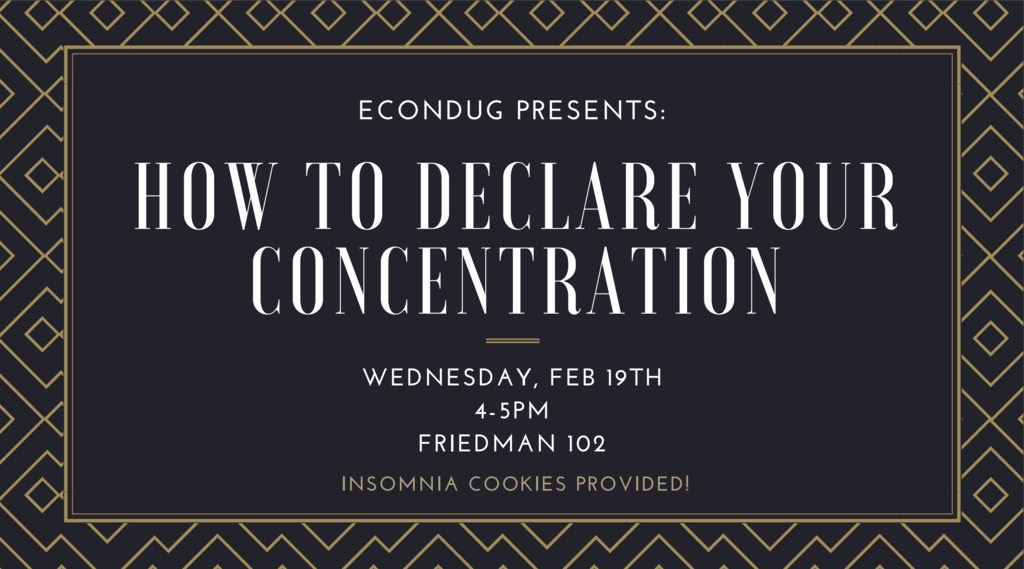 ECONDUG PRESENTS:
HOW TO DECLARE YOUR
CONCENTRATION
WEDNESDAY, FEB 19TH
4-5PM
FRIEDMAN 102
INSOMNIA COOKIES PROVIDED!